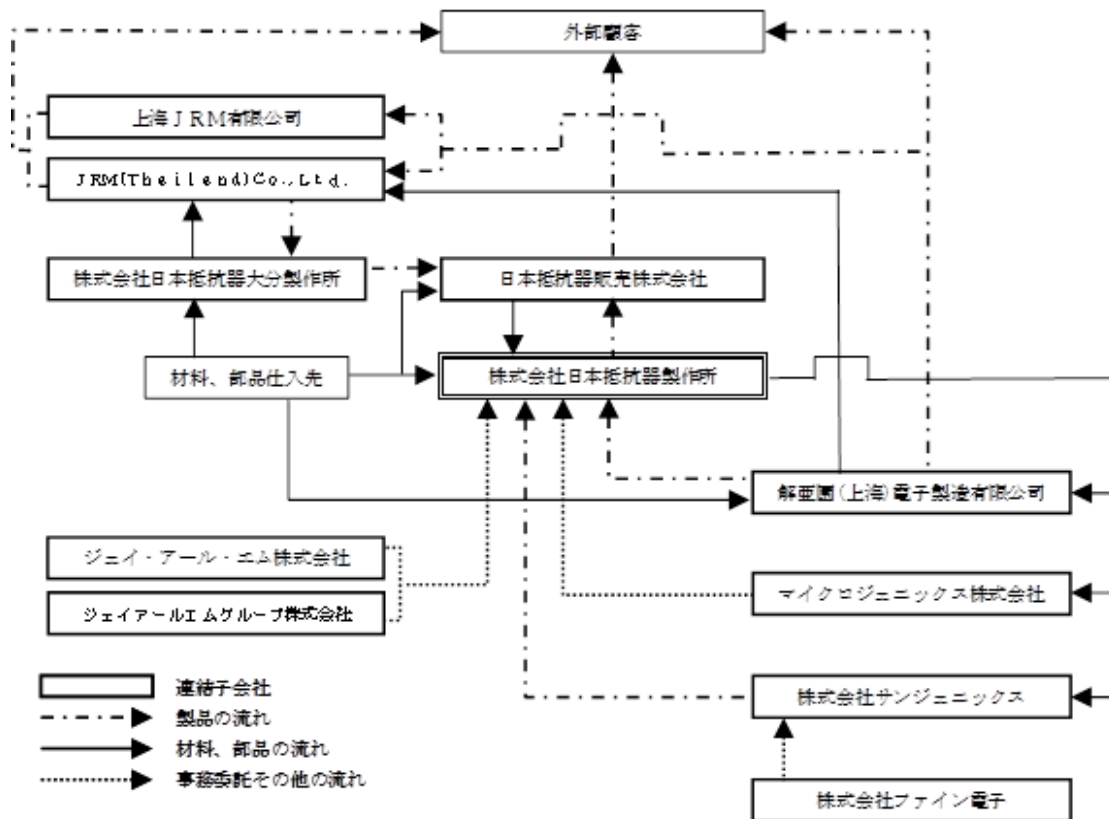 外部顧客
上海ＪＲＭ有限公司
JRM(Ｔｈｅｉｌｅｎｄ)Ｃｏ.,Ｌｔｄ.
株式会社日本抵抗器大分製作所
日本抵抗器販売株式会社
材料、部品仕入先
株式会社日本抵抗器製作所
解亜園(上海)電子製造有限公司
ジェイ・アール・エム株式会社
マイクロジェニックス株式会社
ジェイアールエムグループ株式会社
連結子会社
株式会社サンジェニックス
製品の流れ
材料、部品の流れ
事務委託その他の流れ
株式会社ファイン電子